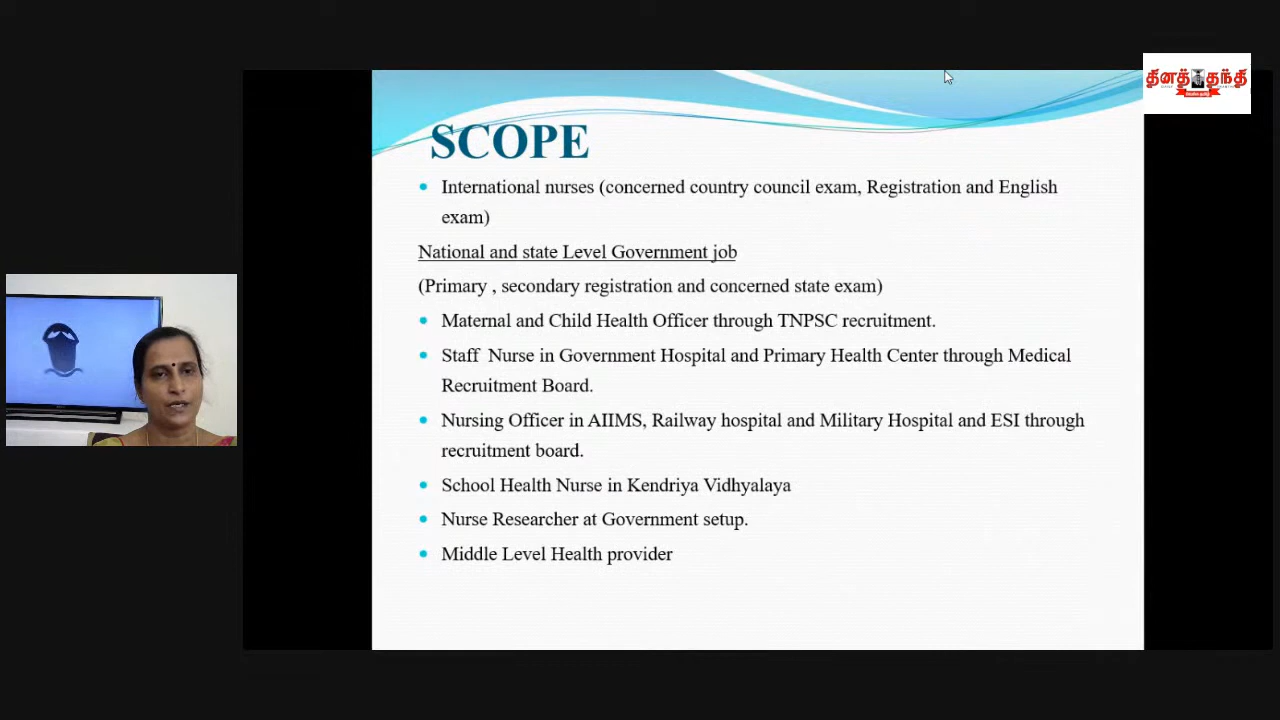 தினத்தந்தி
SCOPE
• International nurses (concerned country council exam, Registration and English
exam)
National and state Level Government job
(Primary , secondary registration and concerned state exam)
• Maternal and Child Health Officer through TNPSC recruitment.
• Staff Nurse in Government Hospital and Primary Health Center through Medical
Recruitment Board.
• Nursing Officer in AIIMS, Railway hospital and Military Hospital and ESI through
recruitment board.
• School Health Nurse in Kendriya Vidhyalaya
• Nurse Researcher at Government setup.
• Middle Level Health provider